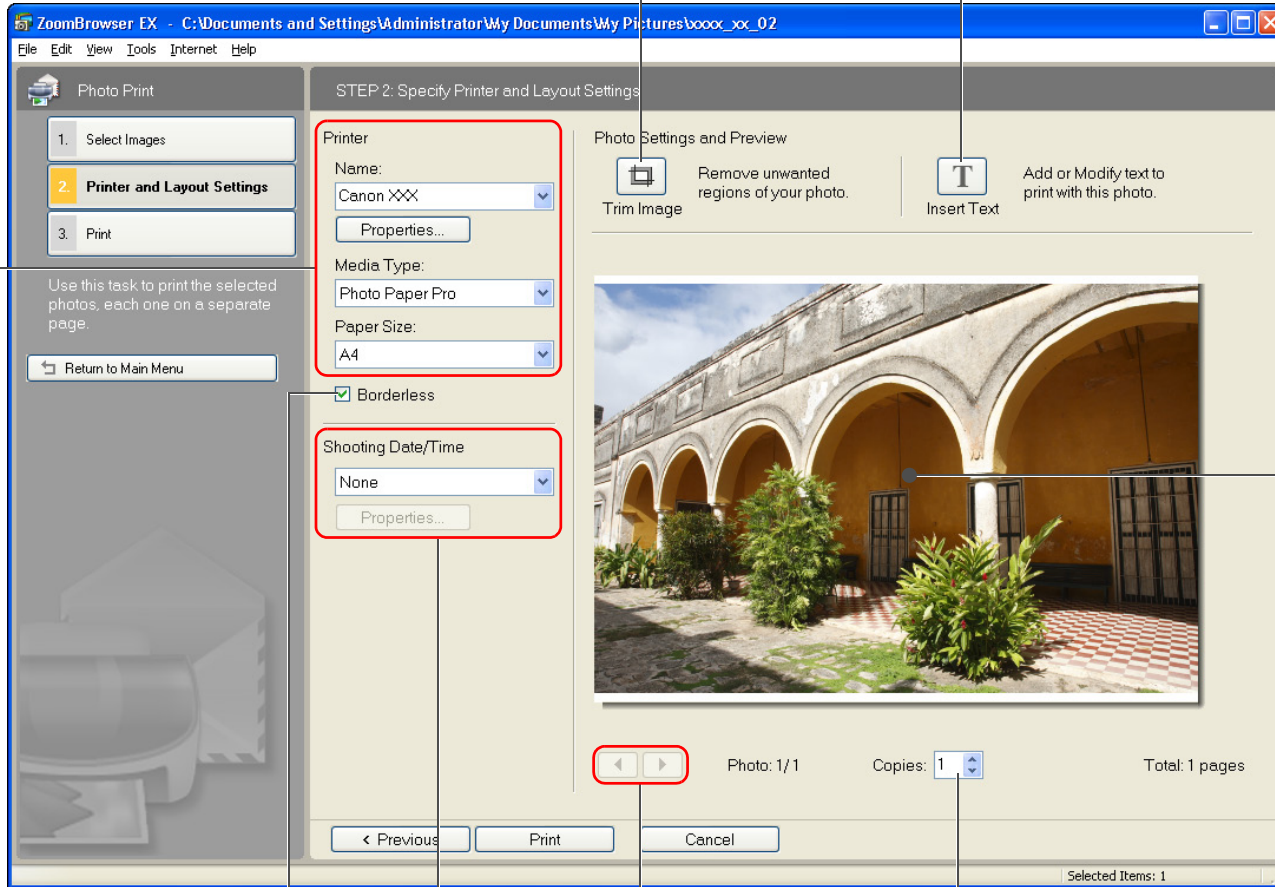 ZoomBrowser EX - C:\Documents and Settings\Administrator\My Documents\My Pictures\xxxx_xx_02
File Edit View Tools Internet Help
Photo Print
STEP 2: Specify Printer and Layout Settings
1. Select Images
2. Printer and Layout Settings
3. Print
Use this task to print the selected
photos, each one on a separate
page.
Return to Main Menu
Printer
Name:
Canon XXX
Properties...
Media Type:
Photo Paper Pro
Paper Size:
A4
Borderless
Shooting Date/Time
None
Properties...
Photo Settings and Preview
Trim Image
Remove unwanted
regions of your photo.
T
Insert Text
Add or Modify text to
print with this photo.
Photo: 1/1
Copies: 1
Total: 1 pages
< Previous
Print
Cancel
Selected Items: 1